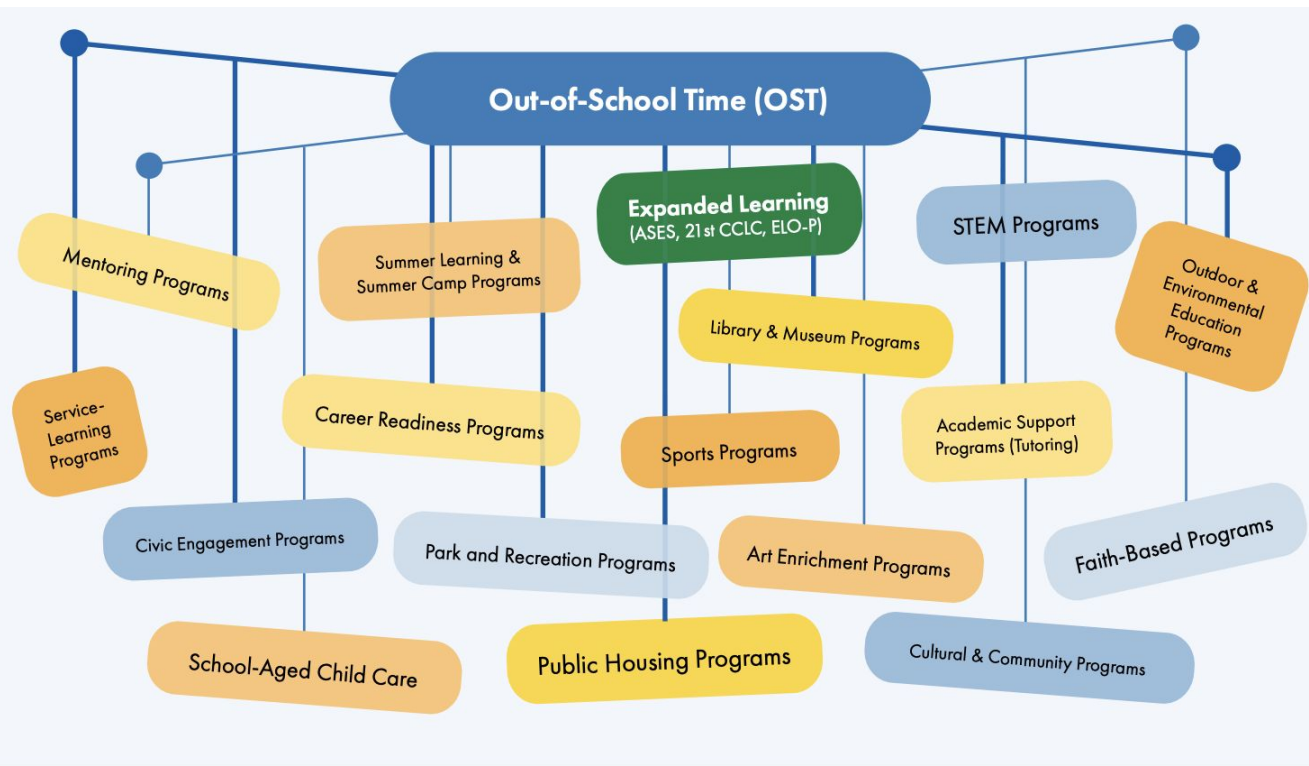 Out-of-School Time (OST)
Expanded Learning
(ASES, 21st CCLC, ELO-P)
STEM Programs
Mentoring Programs
Summer Learning &
Summer Camp Programs
Outdoor &
Environmental
Education
Programs
Library & Museum Programs
Service-
Learning
Programs
Career Readiness Programs
Sports Programs
Academic Support
Programs (Tutoring)
Civic Engagement Programs
Park and Recreation Programs
Art Enrichment Programs
Faith-Based Programs
School-Aged Child Care
Public Housing Programs
Cultural & Community Programs